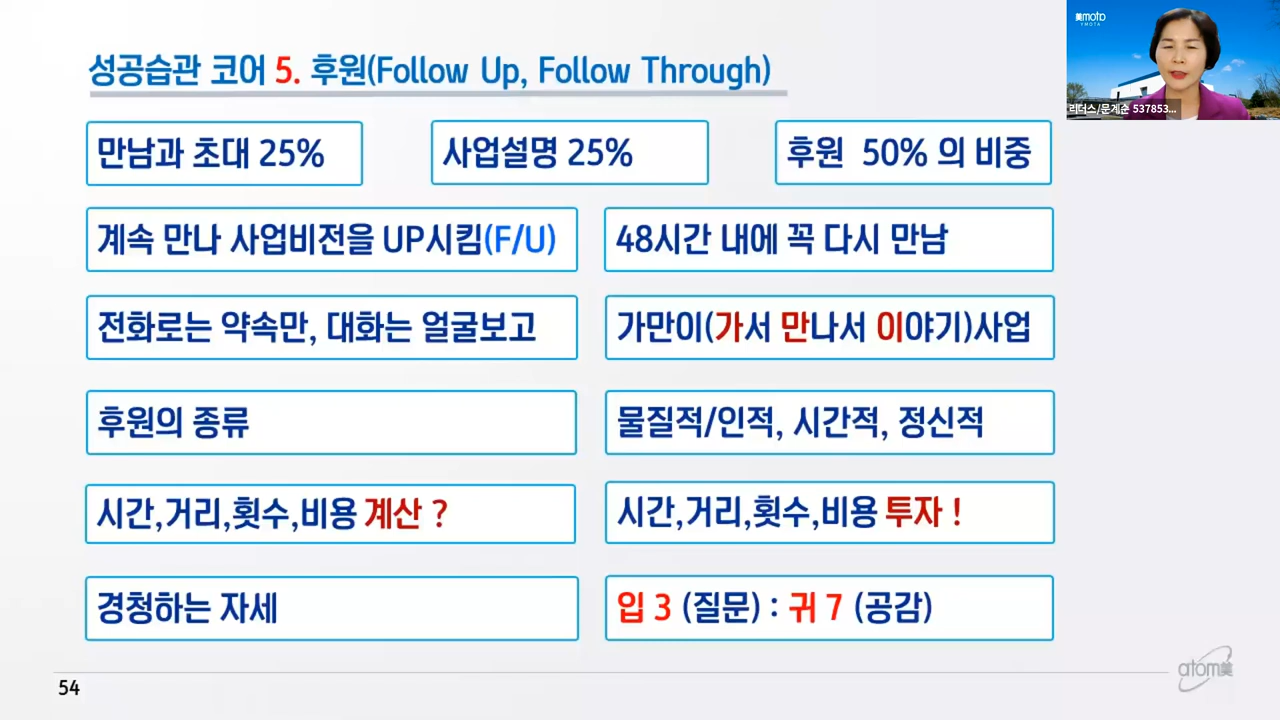 성공습관 코어 5. 후원(Follow Up, Follow Through)
만남과 초대 25%
사업설명 25%
후원 50% 의 비중
계속 만나 사업비전을 UP시킴(F/U)
48시간 내에 꼭 다시 만남
전화로는 약속만, 대화는 얼굴보고
가만이(가서 만나서 이야기)사업
후원의 종류
물질적/인적, 시간적, 정신적
시간,거리,횟수,비용 계산 ?
시간,거리,횟수,비용 투자 !
경청하는 자세
입 3 (질문) : 귀 7 (공감)
54
atom美
리더스/문계순 537853...